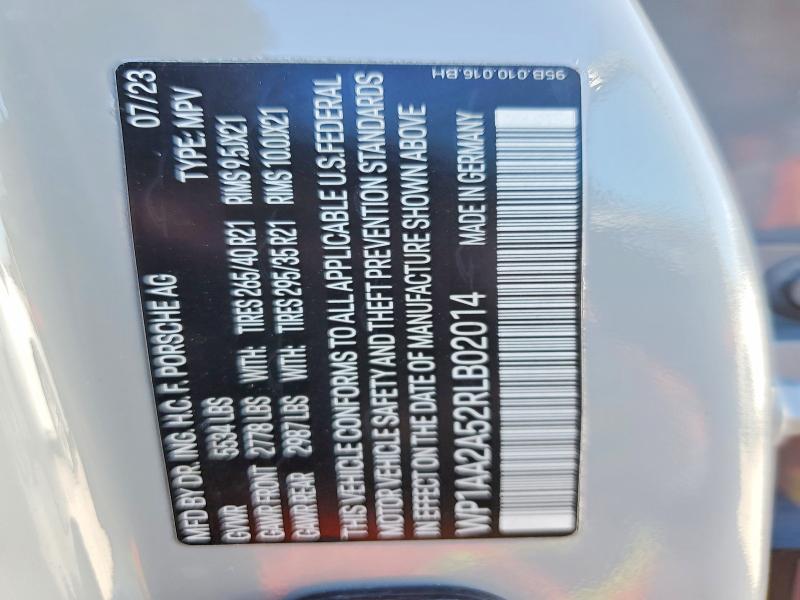 MFD BY DR. ING. H.C. F. PORSCHE AG 07/23
GVWR 5534 LBS TYPE: MPV
GAWR FRONT 2778 LBS WITH: TIRES 265/40 R21 RIMS 9.5JX21
GAWR REAR 2987 LBS WITH: TIRES 295/35 R21 RIMS 10.0JX21
THIS VEHICLE CONFORMS TO ALL APPLICABLE U.S.FEDERAL
MOTOR VEHICLE SAFETY AND THEFT PREVENTION STANDARDS
IN EFFECT ON THE DATE OF MANUFACTURE SHOWN ABOVE
WP1AA2A52RLB02014 MADE IN GERMANY
95B.010.016.BH